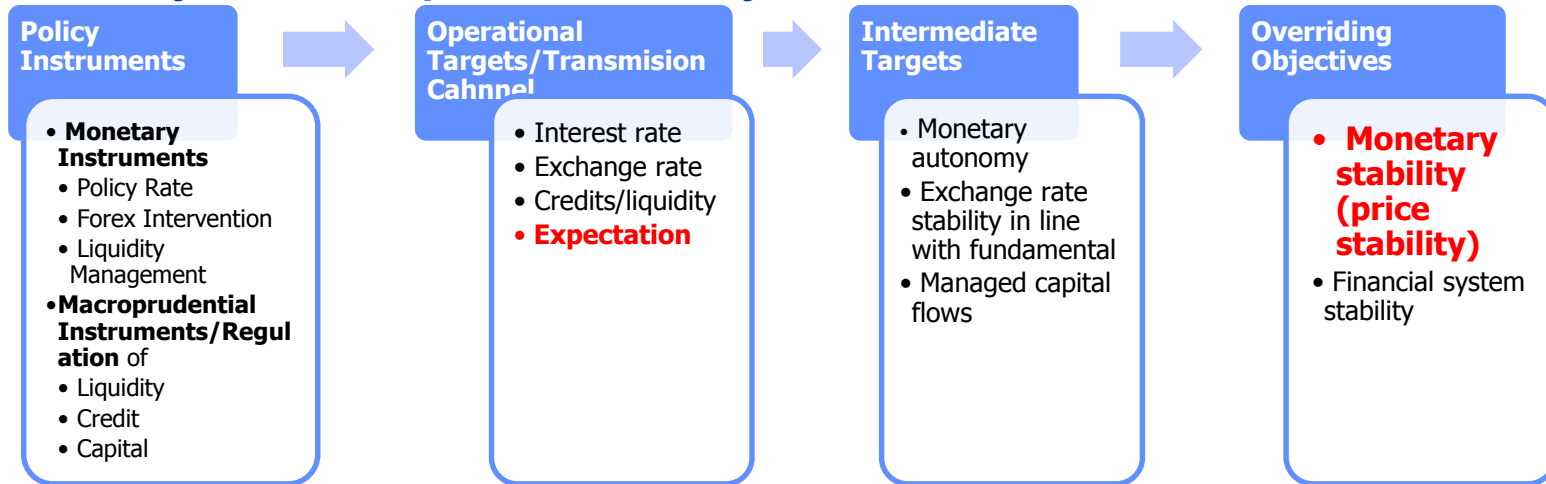 Policy
Instruments
• Monetary
Instruments
• Policy Rate
• Forex Intervention
• Liquidity
Management
•Macroprudential
Instruments/Regul
ation of
• Liquidity
• Credit
• Capital
Operational
Targets/Transmision
Cahnnel
• Interest rate
• Exchange rate
• Credits/liquidity
• Expectation
Intermediate
Targets
• Monetary
autonomy
• Exchange rate
stability in line
with fundamental
• Managed capital
flows
Overriding
Objectives
• Monetary
stability
(price
stability)
• Financial system
stability